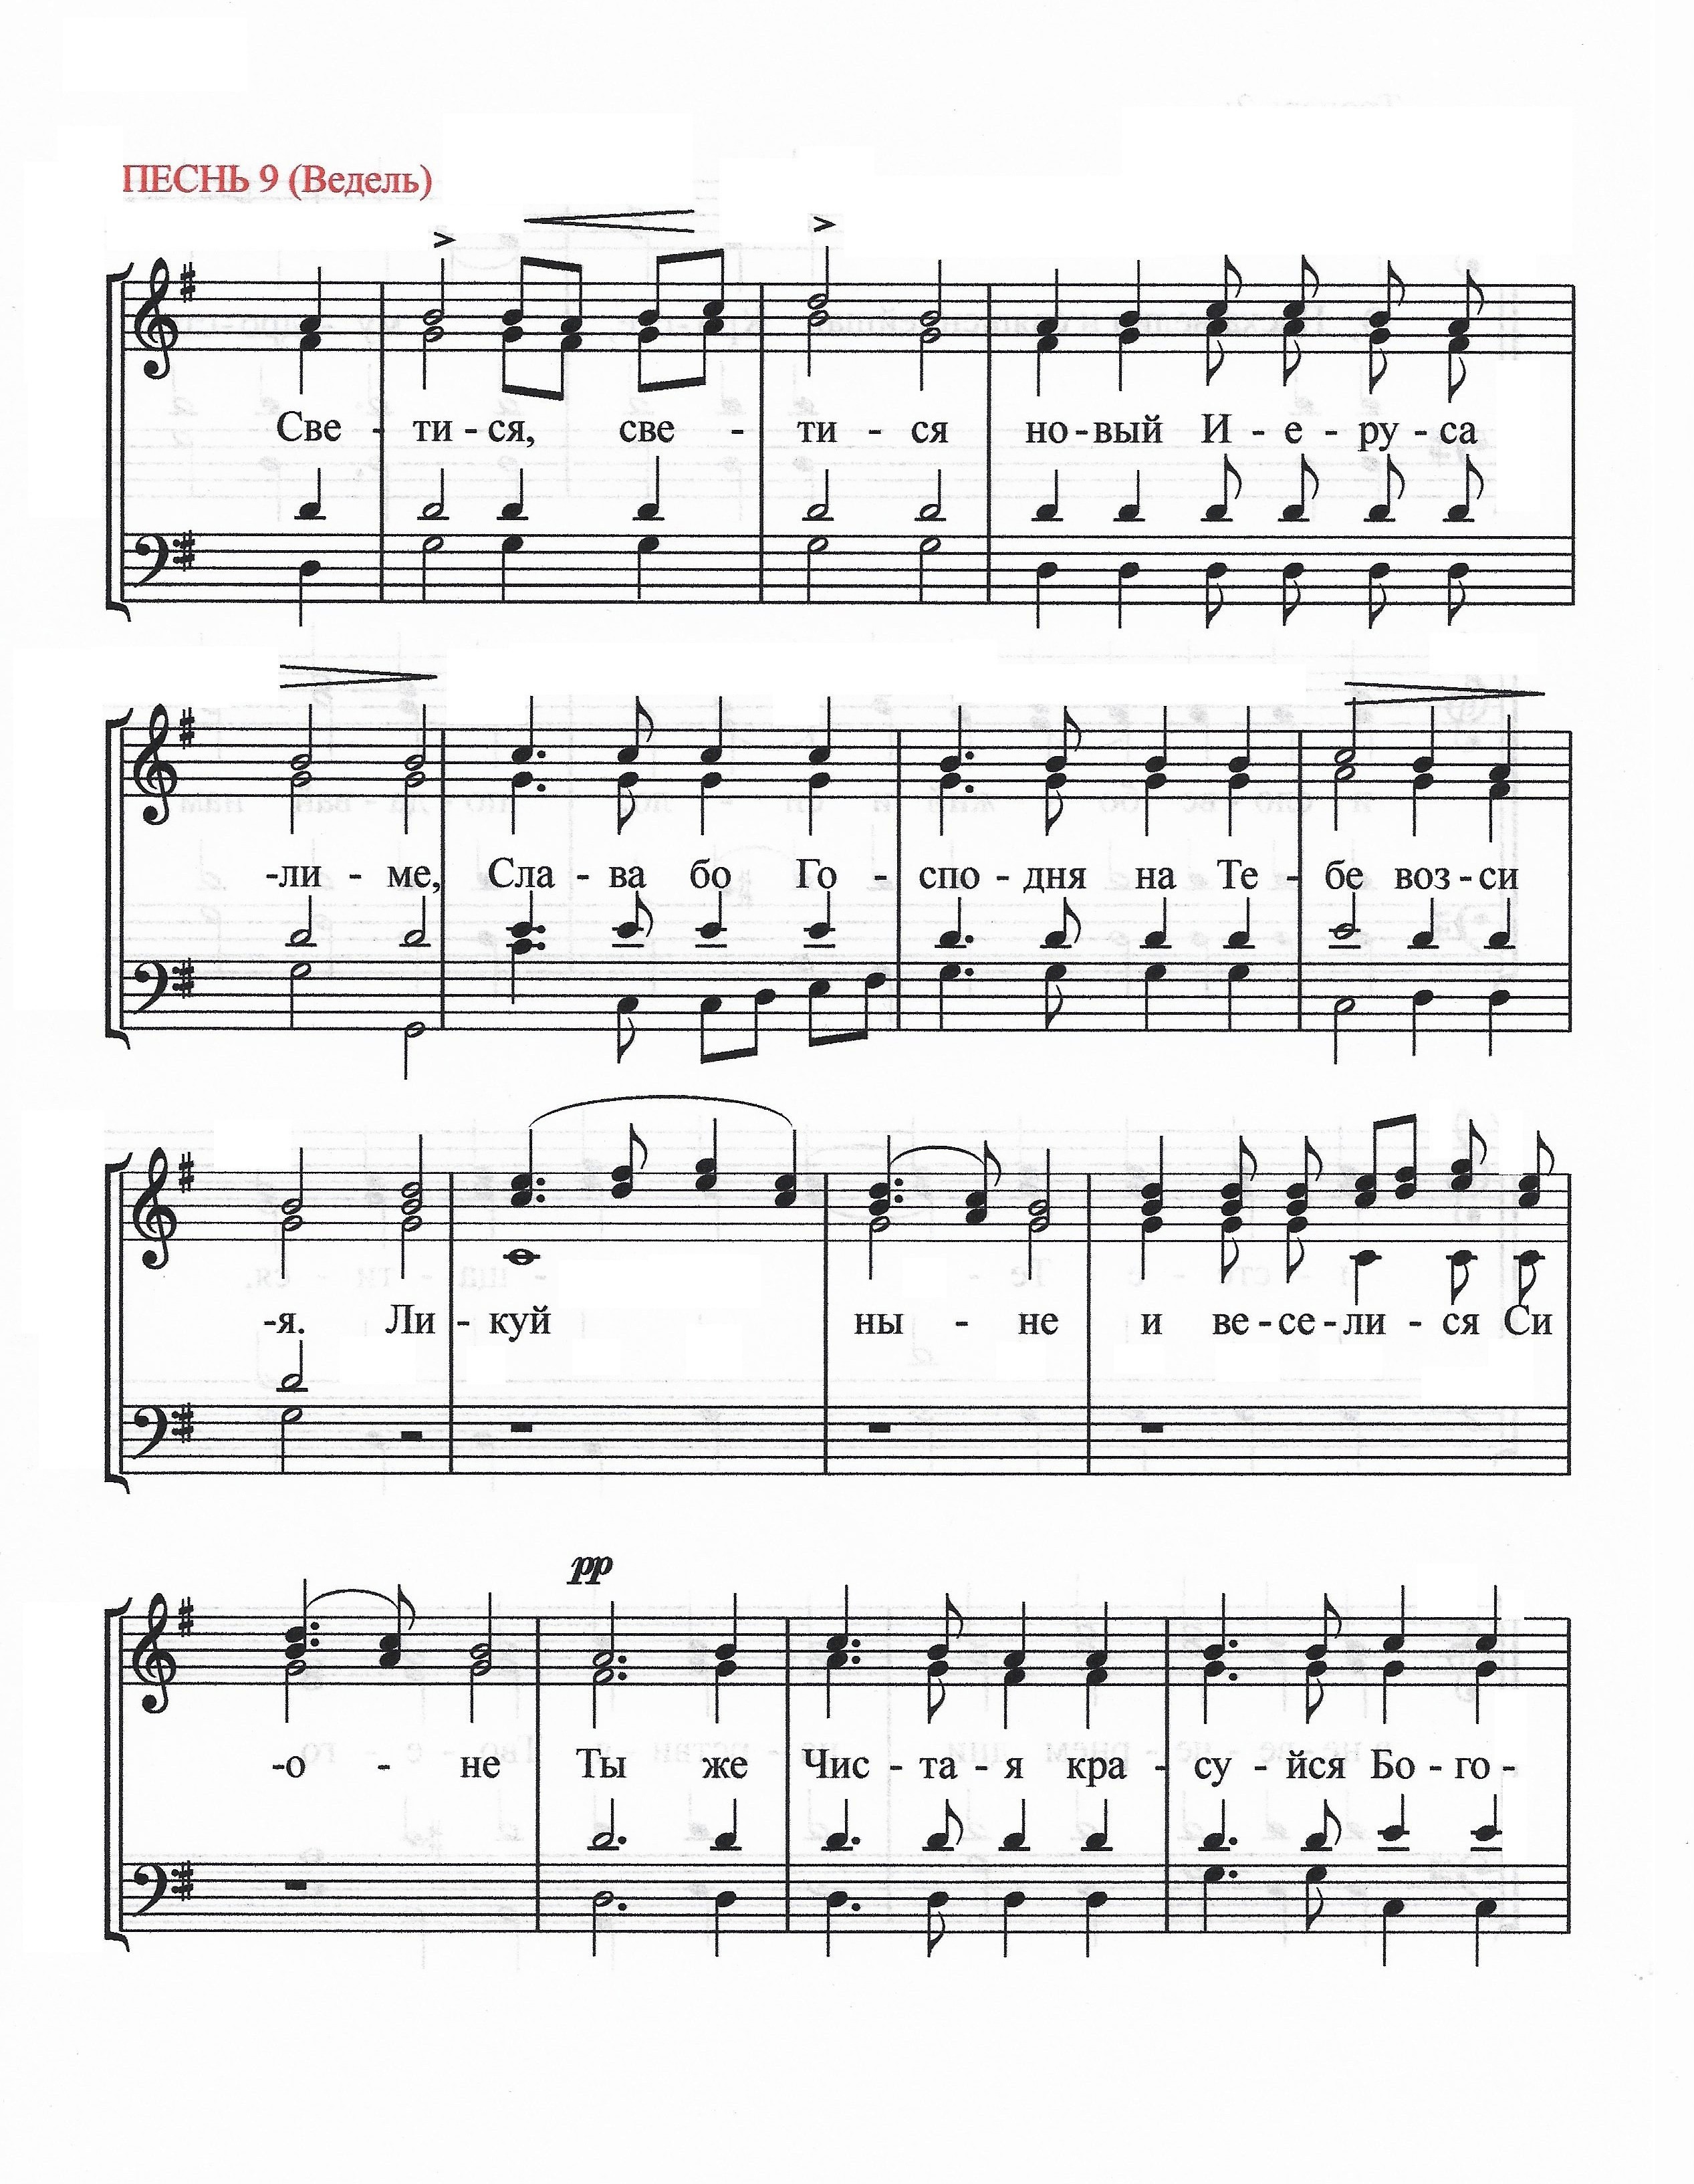 ПЕСНЬ 9 (Ведель)
Све - ти - ся, све - ти - ся но - вый И - е - ру - са
-ли - ме, Сла - ва бо Го - спо - дня на Те - бе воз - си
-я. Ли - куй ны - не и ве - се - ли - ся Си
pp
-о - не Ты же Чис - та - я кра - су - йся Бо - го -